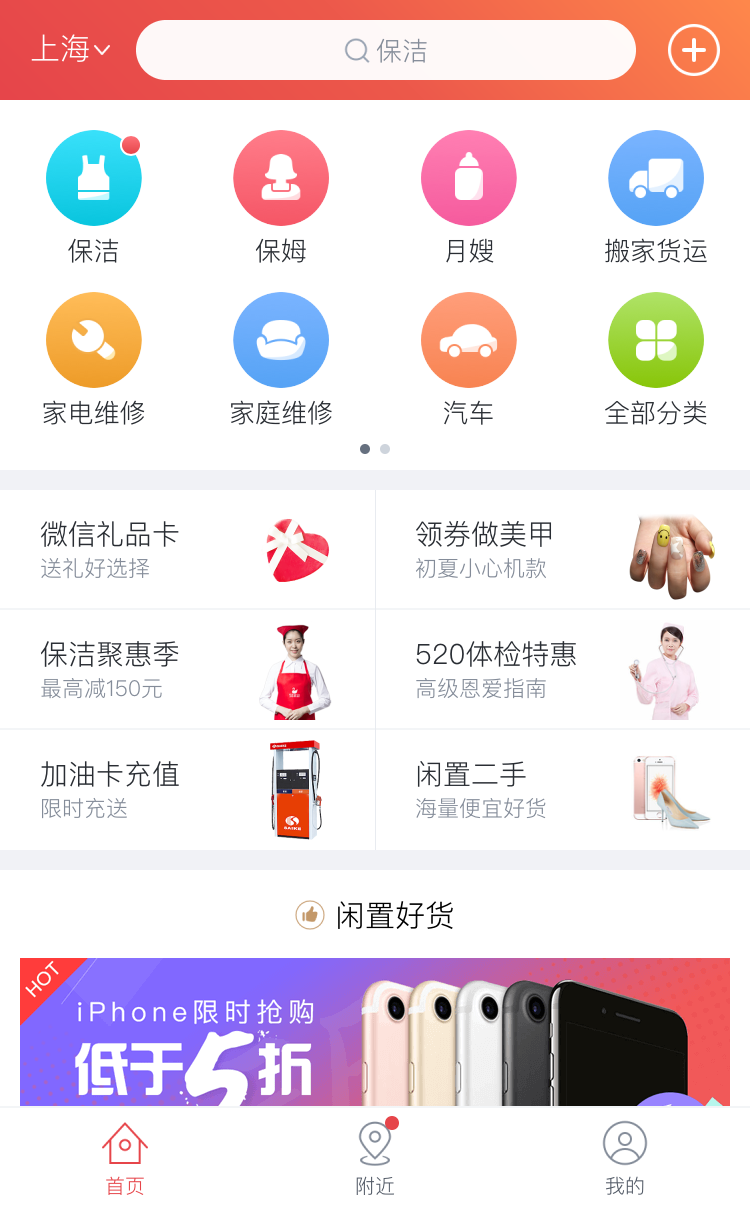 上海
保洁
保洁
保姆
月嫂
搬家货运
家电维修
家庭维修
汽车
全部分类
微信礼品卡
送礼好选择
领券做美甲
初夏小心机款
保洁聚惠季
最高减150元
520体检特惠
高级恩爱指南
加油卡充值
限时充送
闲置二手
海量便宜好货
闲置好货
HOT
iPhone限时抢购
低于5折
首页
附近
我的